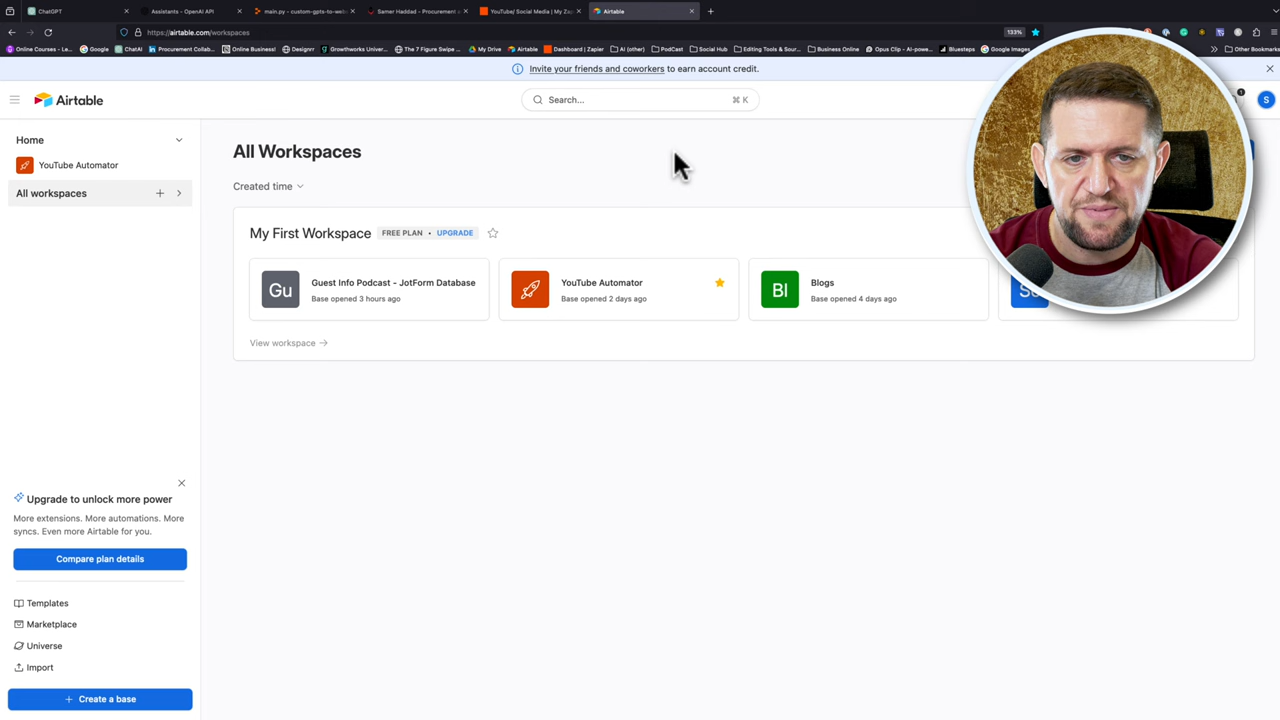 ChatGPT
Assistants - OpenAI API
main.py - custom-gpts-to-webs
Samer Haddad - Procurement u
YouTube/ Social Media | My Za
Airtable
https://airtable.com/workspaces
133%
Online Courses - Le...
Google
ChatAI
Procurement Collab...
Online Business!
Designrr
Growthworks Univer...
The 7 Figure Swipe ...
My Drive
Airtable
Dashboard | Zapier
AI (other)
PodCast
Social Hub
Editing Tools & Sour...
Business Online
Opus Clip - AI-powe...
Bluesteps
Google Images
Other Bookmarks
Invite your friends and coworkers to earn account credit.
Airtable
Search...
⌘ K
1
S
Home
YouTube Automator
All workspaces
All Workspaces
Created time
My First Workspace
FREE PLAN • UPGRADE
Gu
Guest Info Podcast - JotForm Database
Base opened 3 hours ago
YouTube Automator
Base opened 2 days ago
Bl
Blogs
Base opened 4 days ago
View workspace →
Upgrade to unlock more power
More extensions. More automations. More
syncs. Even more Airtable for you.
Compare plan details
Templates
Marketplace
Universe
Import
+ Create a base